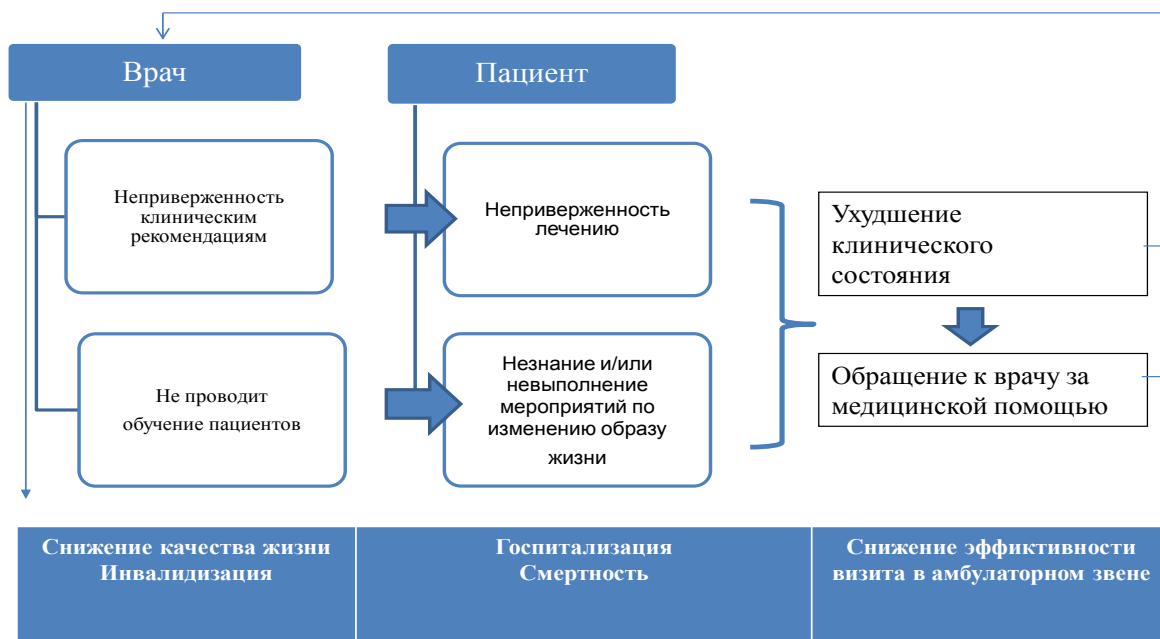 Врач
Пациент
Неприверженность
клиническим
рекомендациям
Неприверженность
лечению
Ухудшение
клинического
состояния
Не проводит
обучение пациентов
Незнание и/или
невыполнение
мероприятий по
изменению образу
жизни
Обращение к врачу за
медицинской помощью
Снижение качества жизни
Инвалидизация
Госпитализация
Смертность
Снижение эффиктивности
визита в амбулаторном звене